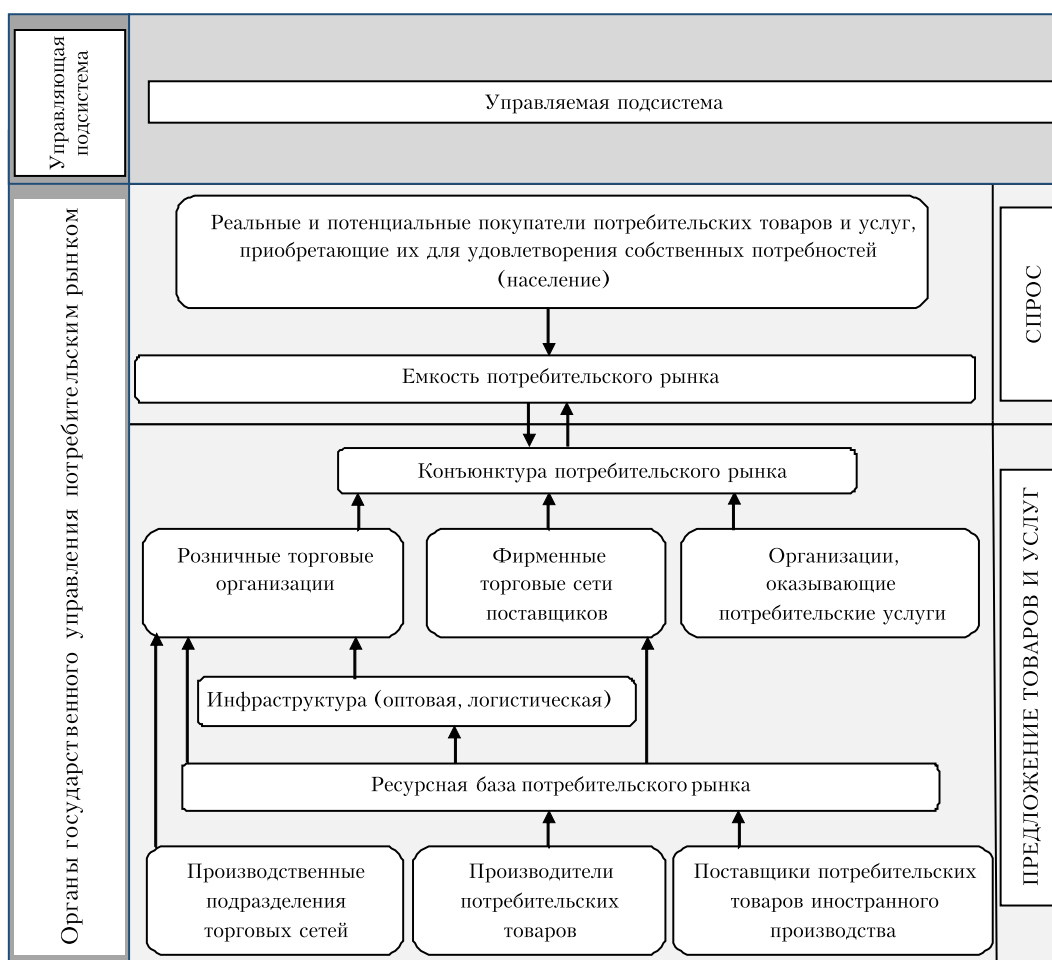 Управляющая
подсистема
Управляемая подсистема
Органы государственного управления потребительским рынком
Реальные и потенциальные покупатели потребительских товаров и услуг,
приобретающие их для удовлетворения собственных потребностей
(население)
СПРОС
Емкость потребительского рынка
Конъюнктура потребительского рынка
Розничные торговые
организации
Фирменные
торговые сети
поставщиков
Организации,
оказывающие
потребительские услуги
ПРЕДЛОЖЕНИЕ ТОВАРОВ И УСЛУГ
Инфраструктура (оптовая, логистическая)
Ресурсная база потребительского рынка
Производственные
подразделения
торговых сетей
Производители
потребительских
товаров
Поставщики потребительских
товаров иностранного
производства